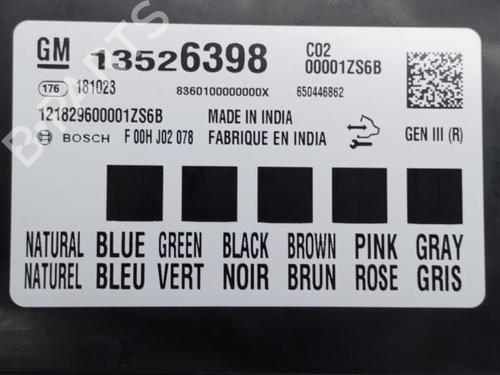 GM 13526398 C02
00001ZS6B
176 181023 8360100000000X 650446862
121829600001ZS6B MADE IN INDIA
BOSCH F 00H J02 078 FABRIQUE EN INDIA GEN III (R)
NATURAL BLUE GREEN BLACK BROWN PINK GRAY
NATUREL BLEU VERT NOIR BRUN ROSE GRIS
B-PARTS